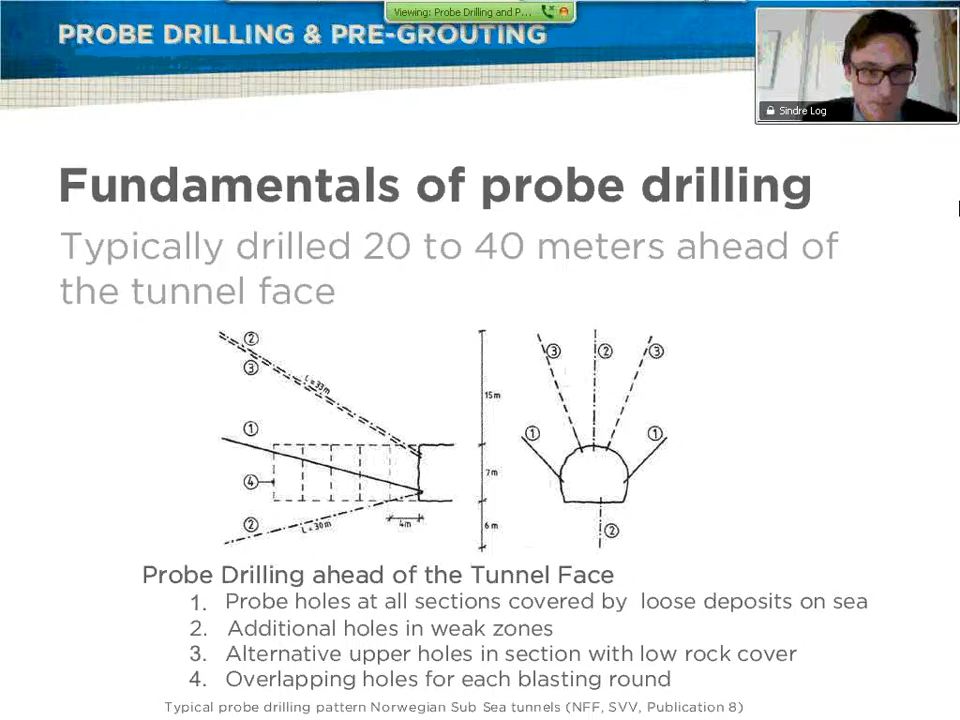 Viewing: Probe Drilling and P...
PROBE DRILLING & PRE-GROUTING
Sindre Log
Fundamentals of probe drilling
Typically drilled 20 to 40 meters ahead of
the tunnel face
2
3
L = 33m
1
4
2
L = 30m
4m
15m
7m
6m
3
2
3
1
1
2
Probe Drilling ahead of the Tunnel Face
1. Probe holes at all sections covered by loose deposits on sea
2. Additional holes in weak zones
3. Alternative upper holes in section with low rock cover
4. Overlapping holes for each blasting round
Typical probe drilling pattern Norwegian Sub Sea tunnels (NFF, SVV, Publication 8)